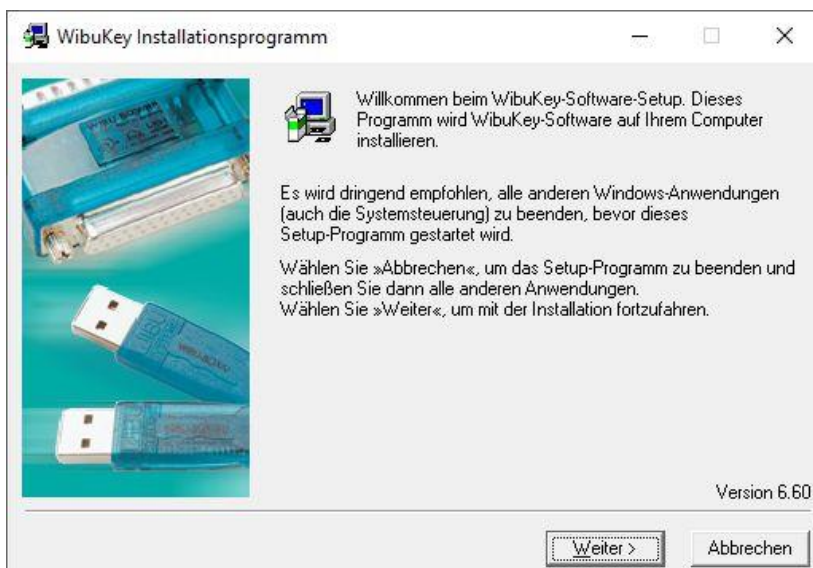 WibuKey Installationsprogramm
Willkommen beim WibuKey-Software-Setup. Dieses
Programm wird WibuKey-Software auf Ihrem Computer
installieren.
Es wird dringend empfohlen, alle anderen Windows-Anwendungen
(auch die Systemsteuerung) zu beenden, bevor dieses
Setup-Programm gestartet wird.
Wählen Sie »Abbrechen«, um das Setup-Programm zu beenden und
schließen Sie dann alle anderen Anwendungen.
Wählen Sie »Weiter«, um mit der Installation fortzufahren.
Version 6.60
Weiter >
Abbrechen